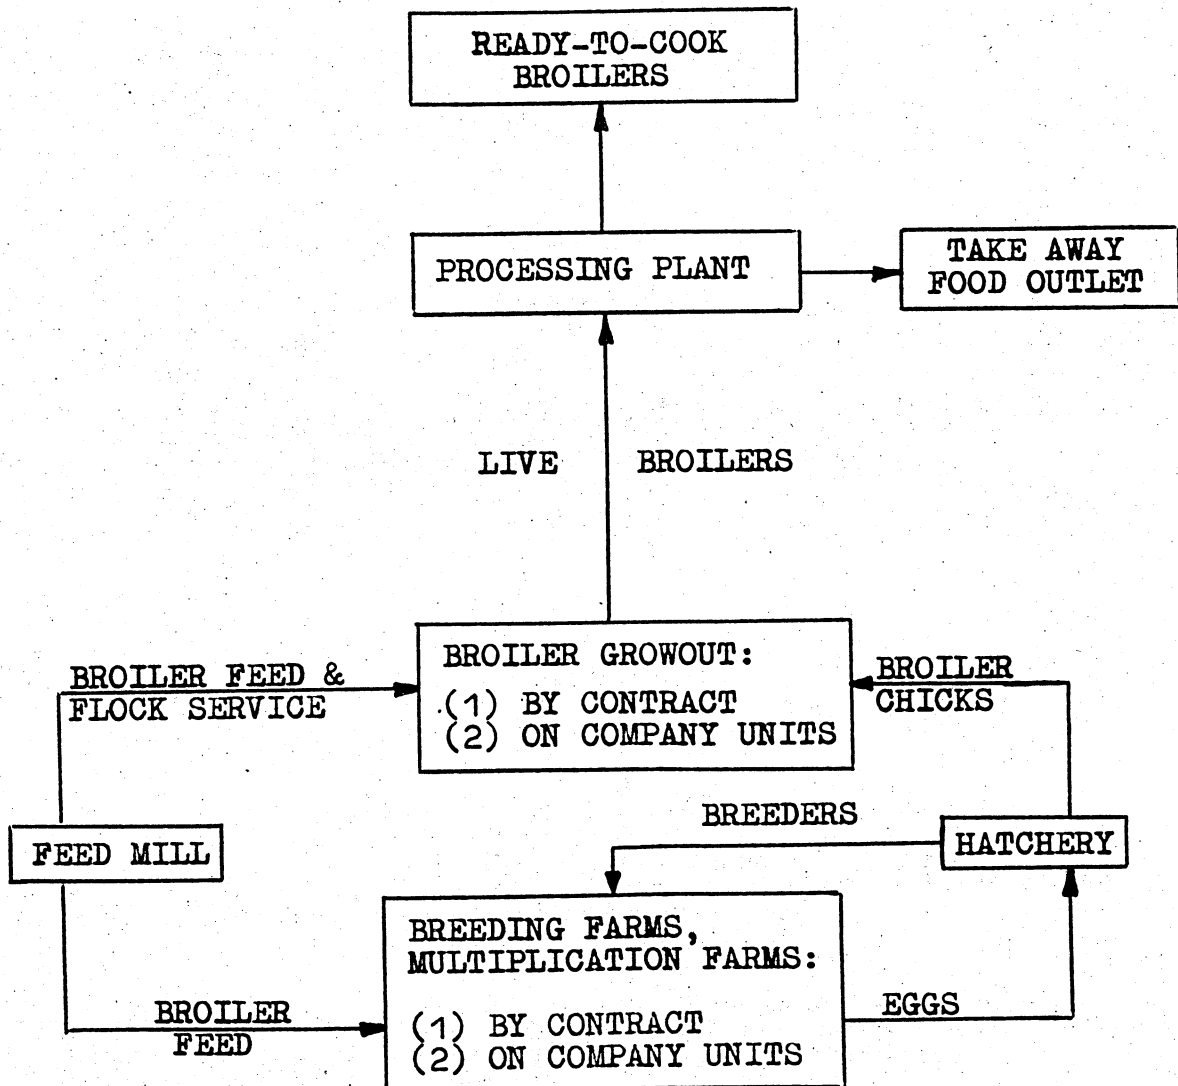 READY-TO-COOK
BROILERS
PROCESSING PLANT
TAKE AWAY
FOOD OUTLET
LIVE BROILERS
BROILER GROWOUT:
(1) BY CONTRACT
(2) ON COMPANY UNITS
BROILER FEED &
FLOCK SERVICE
BROILER
CHICKS
BREEDERS
FEED MILL
HATCHERY
BREEDING FARMS,
MULTIPLICATION FARMS:
(1) BY CONTRACT
(2) ON COMPANY UNITS
BROILER
FEED
EGGS